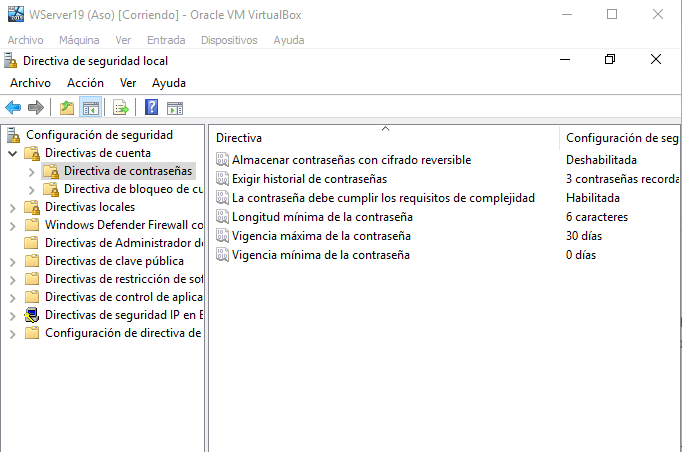 WServer19 (Aso) [Corriendo] - Oracle VM VirtualBox
Archivo Máquina Ver Entrada Dispositivos Ayuda
Directiva de seguridad local
Archivo Acción Ver Ayuda
Configuración de seguridad
Directivas de cuenta
Directiva de contraseñas
Directiva de bloqueo de cu
Directivas locales
Windows Defender Firewall co
Directivas de Administrador de
Directivas de clave pública
Directivas de restricción de sof
Directivas de control de aplica
Directivas de seguridad IP en E
Configuración de directiva de
Directiva Configuración de seg
Almacenar contraseñas con cifrado reversible Deshabilitada
Exigir historial de contraseñas 3 contraseñas recorda
La contraseña debe cumplir los requisitos de complejidad Habilitada
Longitud mínima de la contraseña 6 caracteres
Vigencia máxima de la contraseña 30 días
Vigencia mínima de la contraseña 0 días